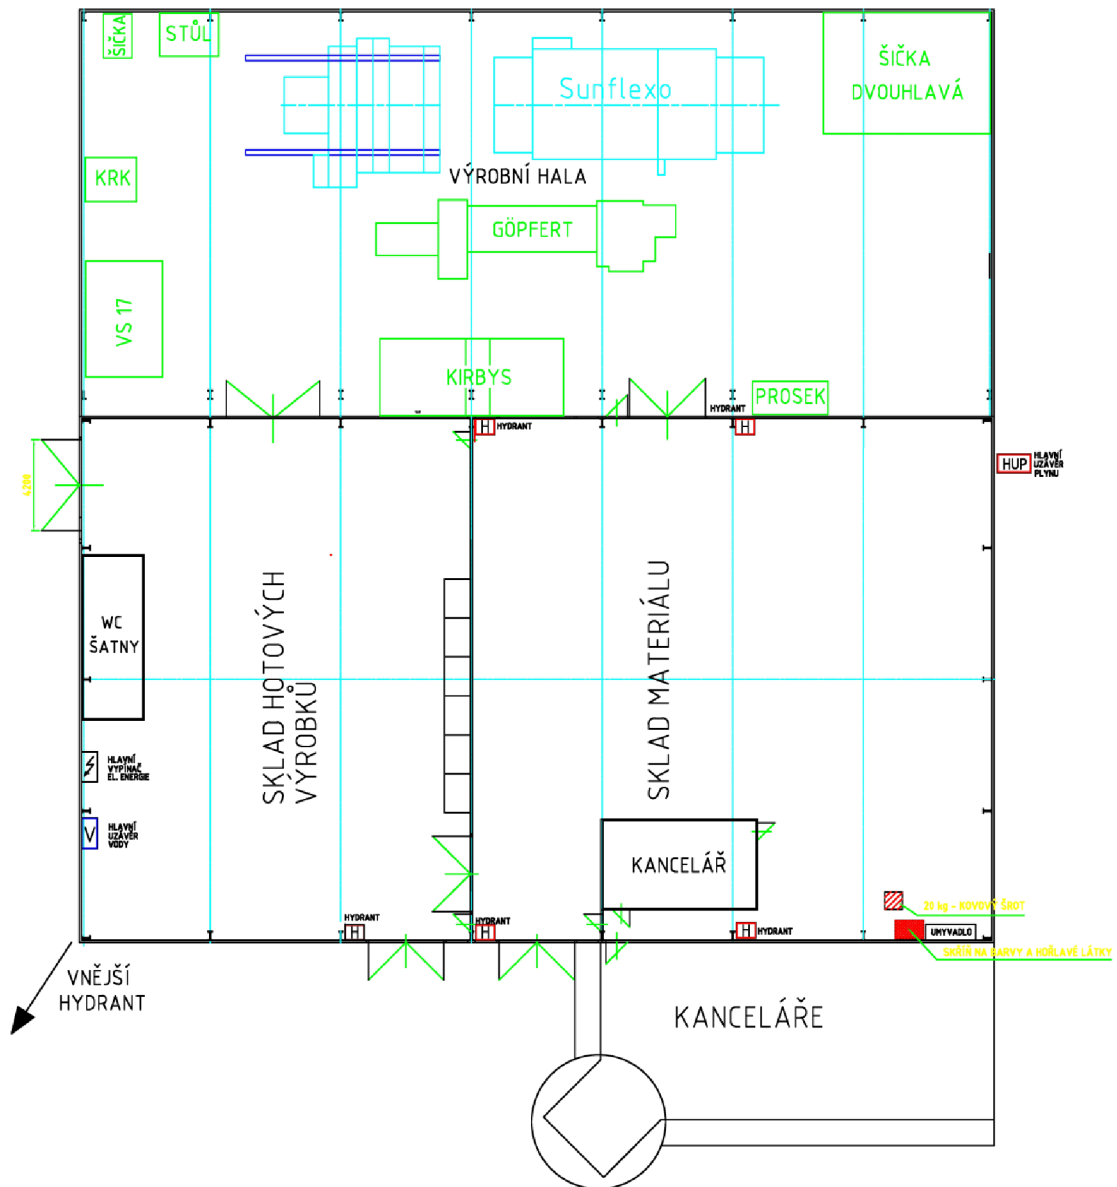 ŠIČKA
STŮL
Sunflexo
ŠIČKA
DVOUHLAVÁ
KRK
VÝROBNÍ HALA
GÖPFERT
VS 17
KIRBYS
PROSEK
HYDRANT
H
HYDRANT
H
HUP
HLAVNÍ
UZÁVĚR
PLYNU
4200
WC
ŠATNY
SKLAD HOTOVÝCH
VÝROBKŮ
SKLAD MATERIÁLU
HLAVNÍ
VYPÍNAČ
EL. ENERGIE
V
HLAVNÍ
UZÁVĚR
VODY
KANCELÁŘ
20 kg - KOVOVÝ ŠROT
HYDRANT
H
HYDRANT
H
H
HYDRANT
UMYVADLO
SKŘÍŇ NA BARVY A HOŘLAVÉ LÁTKY
VNĚJŠÍ
HYDRANT
KANCELÁŘE